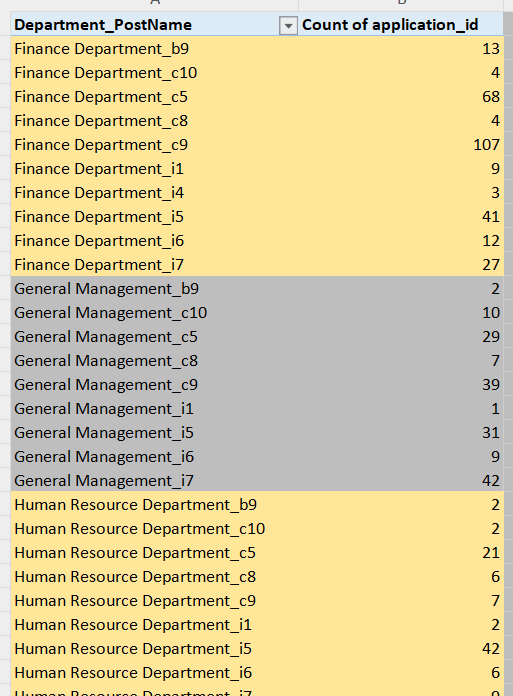 Department_PostName Count of application_id
Finance Department_b9 13
Finance Department_c10 4
Finance Department_c5 68
Finance Department_c8 4
Finance Department_c9 107
Finance Department_i1 9
Finance Department_i4 3
Finance Department_i5 41
Finance Department_i6 12
Finance Department_i7 27
General Management_b9 2
General Management_c10 10
General Management_c5 29
General Management_c8 7
General Management_c9 39
General Management_i1 1
General Management_i5 31
General Management_i6 9
General Management_i7 42
Human Resource Department_b9 2
Human Resource Department_c10 2
Human Resource Department_c5 21
Human Resource Department_c8 6
Human Resource Department_c9 7
Human Resource Department_i1 2
Human Resource Department_i5 42
Human Resource Department_i6 6
Human Resource Department_i7